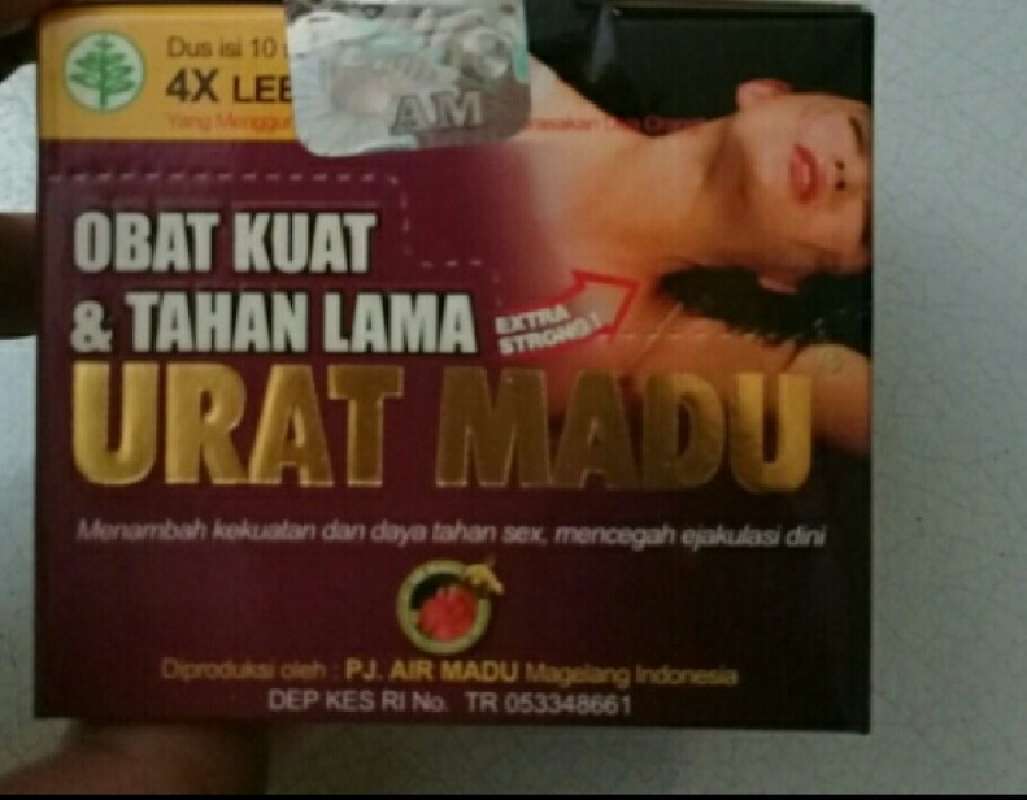 Dus isi 10
4X
Yang
AM
OBAT KUAT
& TAHAN LAMA
EXTRA
STRONG!
URAT MADU
Menambah kekuatan dan daya tahan sex, mencegah ejakulasi dini
Diproduksi oleh : PJ. AIR MADU Magelang Indonesia
DEP KES RI No. TR 053348661